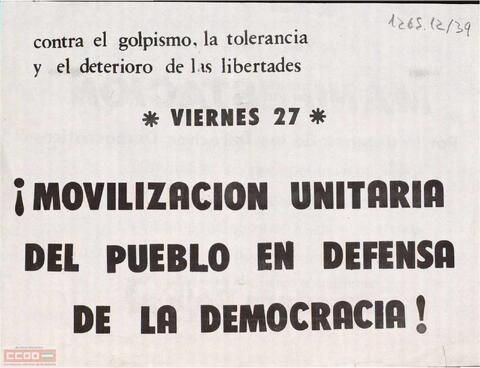 1265.12/39
contra el golpismo, la tolerancia
y el deterioro de las libertades
* VIERNES 27 *
¡MOVILIZACION UNITARIA
DEL PUEBLO EN DEFENSA
DE LA DEMOCRACIA!
CCOO